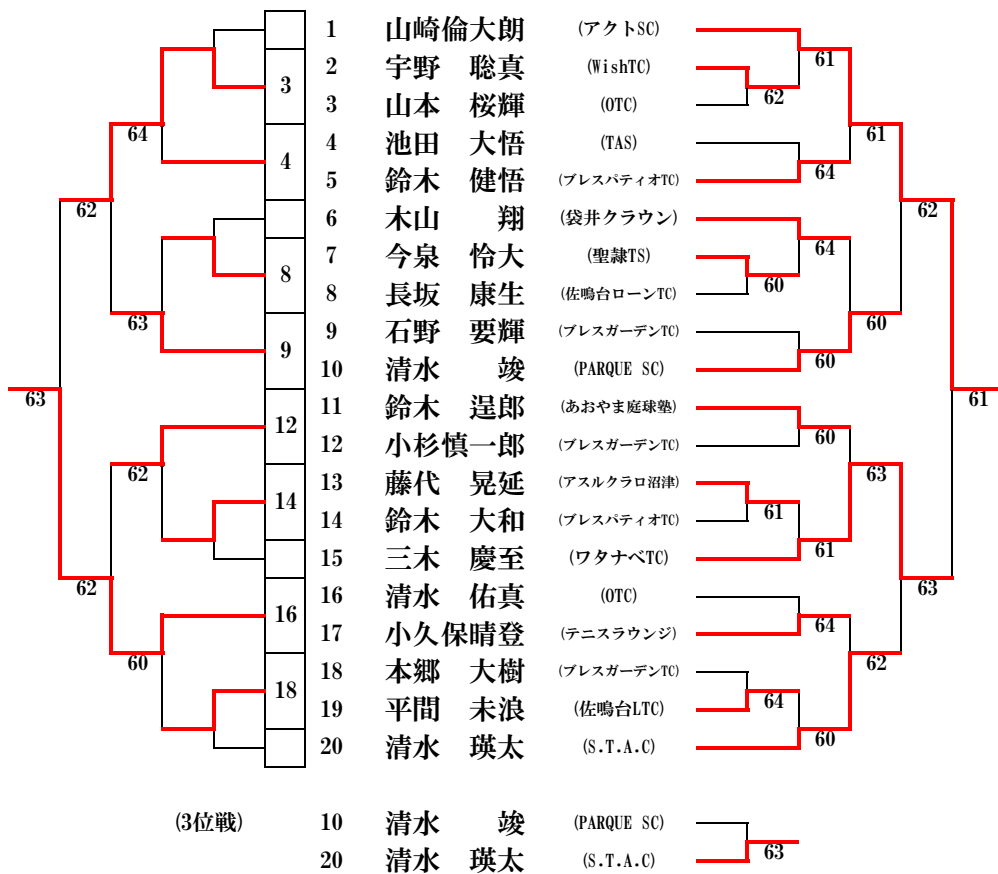 1 山崎倫大朗 (アクトSC)
2 宇野 聡真 (WishTC) 61
3 3 山本 桜輝 (OTC) 62
64 4 池田 大悟 (TAS) 61
4 5 鈴木 健悟 (ブレスパティオTC) 64
62 6 木山 翔 (袋井クラウン) 62
7 今泉 怜大 (聖隷TS) 64
8 8 長坂 康生 (佐鳴台ローンTC) 60
63 9 石野 要輝 (ブレスガーデンTC) 60
9 10 清水 竣 (PARQUE SC) 60
63 11 鈴木 逞郎 (あおやま庭球塾) 61
12 12 小杉慎一郎 (ブレスガーデンTC) 60
62 13 藤代 晃延 (アスルクラロ沼津) 63
14 14 鈴木 大和 (ブレスパティオTC) 61
15 三木 慶至 (ワタナベTC) 61
62 16 清水 佑真 (OTC) 63
16 17 小久保晴登 (テニスラウンジ) 64
60 18 本郷 大樹 (ブレスガーデンTC) 62
18 19 平間 未浪 (佐鳴台LTC) 64
20 清水 瑛太 (S.T.A.C) 60
(3位戦) 10 清水 竣 (PARQUE SC)
20 清水 瑛太 (S.T.A.C) 63